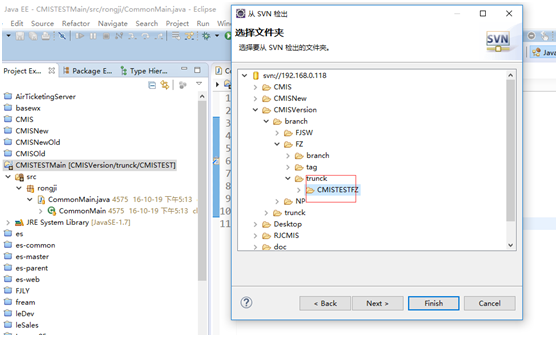 Java EE - CMISTESTMain/src/rongji/CommonMain.java - Eclipse
File Edit Source Refactor Navigate Search Project Run
Project Ex...
Package E...
Type Hier...
AirTicketingServer
basewx
CMIS
CMISNew
CMISNewOld
CMISOld
CMISTESTMain [CMISVersion/trunck/CMISTEST]
src
rongji
CommonMain.java 4575 16-10-19 下午5:13
CommonMain 4575 16-10-19 下午5:13
JRE System Library [JavaSE-1.7]
es
es-common
es-master
es-parent
es-web
FJLY
fream
leDev
leSales
从 SVN 检出
选择文件夹
选择要从 SVN 检出的文件夹。
SVN
svn://192.168.0.118
CMIS
CMISNew
CMISVersion
branch
FJSW
FZ
branch
tag
trunck
CMISTESTFZ
NP
trunck
Desktop
RJCMIS
doc
?
< Back
Next >
Finish
Cancel
Java